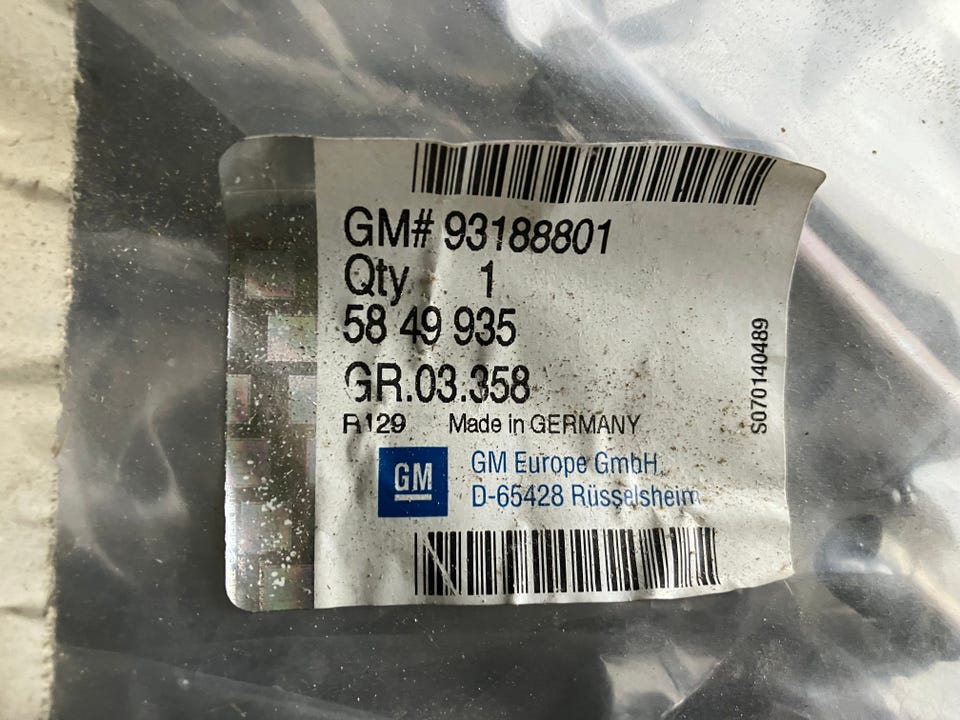 GM# 93188801
Qty 1
58 49 935
GR.03.358
R129 Made in GERMANY
GM
GM Europe GmbH
D-65428 Rüsselsheim
S070140489